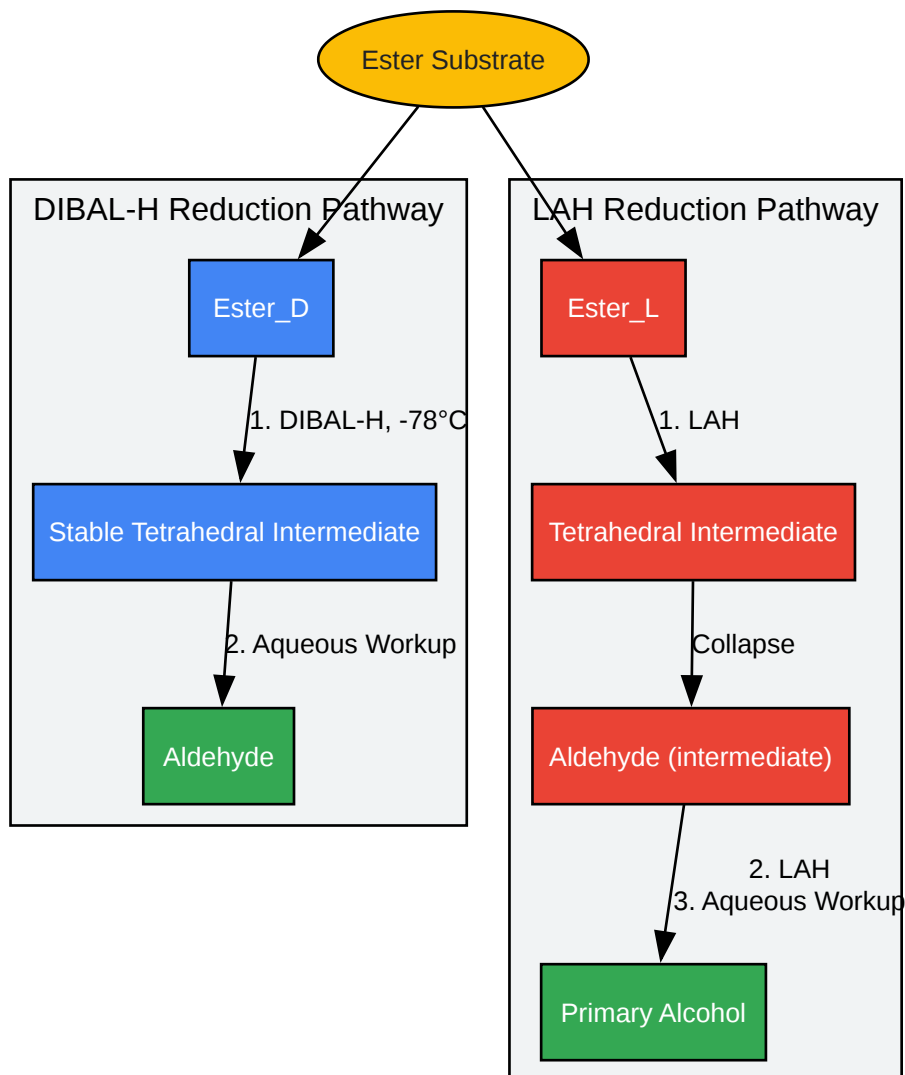 Ester Substrate
DIBAL-H Reduction Pathway
Ester_D
1. DIBAL-H, -78°C
Stable Tetrahedral Intermediate
2. Aqueous Workup
Aldehyde
LAH Reduction Pathway
Ester_L
1. LAH
Tetrahedral Intermediate
Collapse
Aldehyde (intermediate)
2. LAH
3. Aqueous Workup
Primary Alcohol